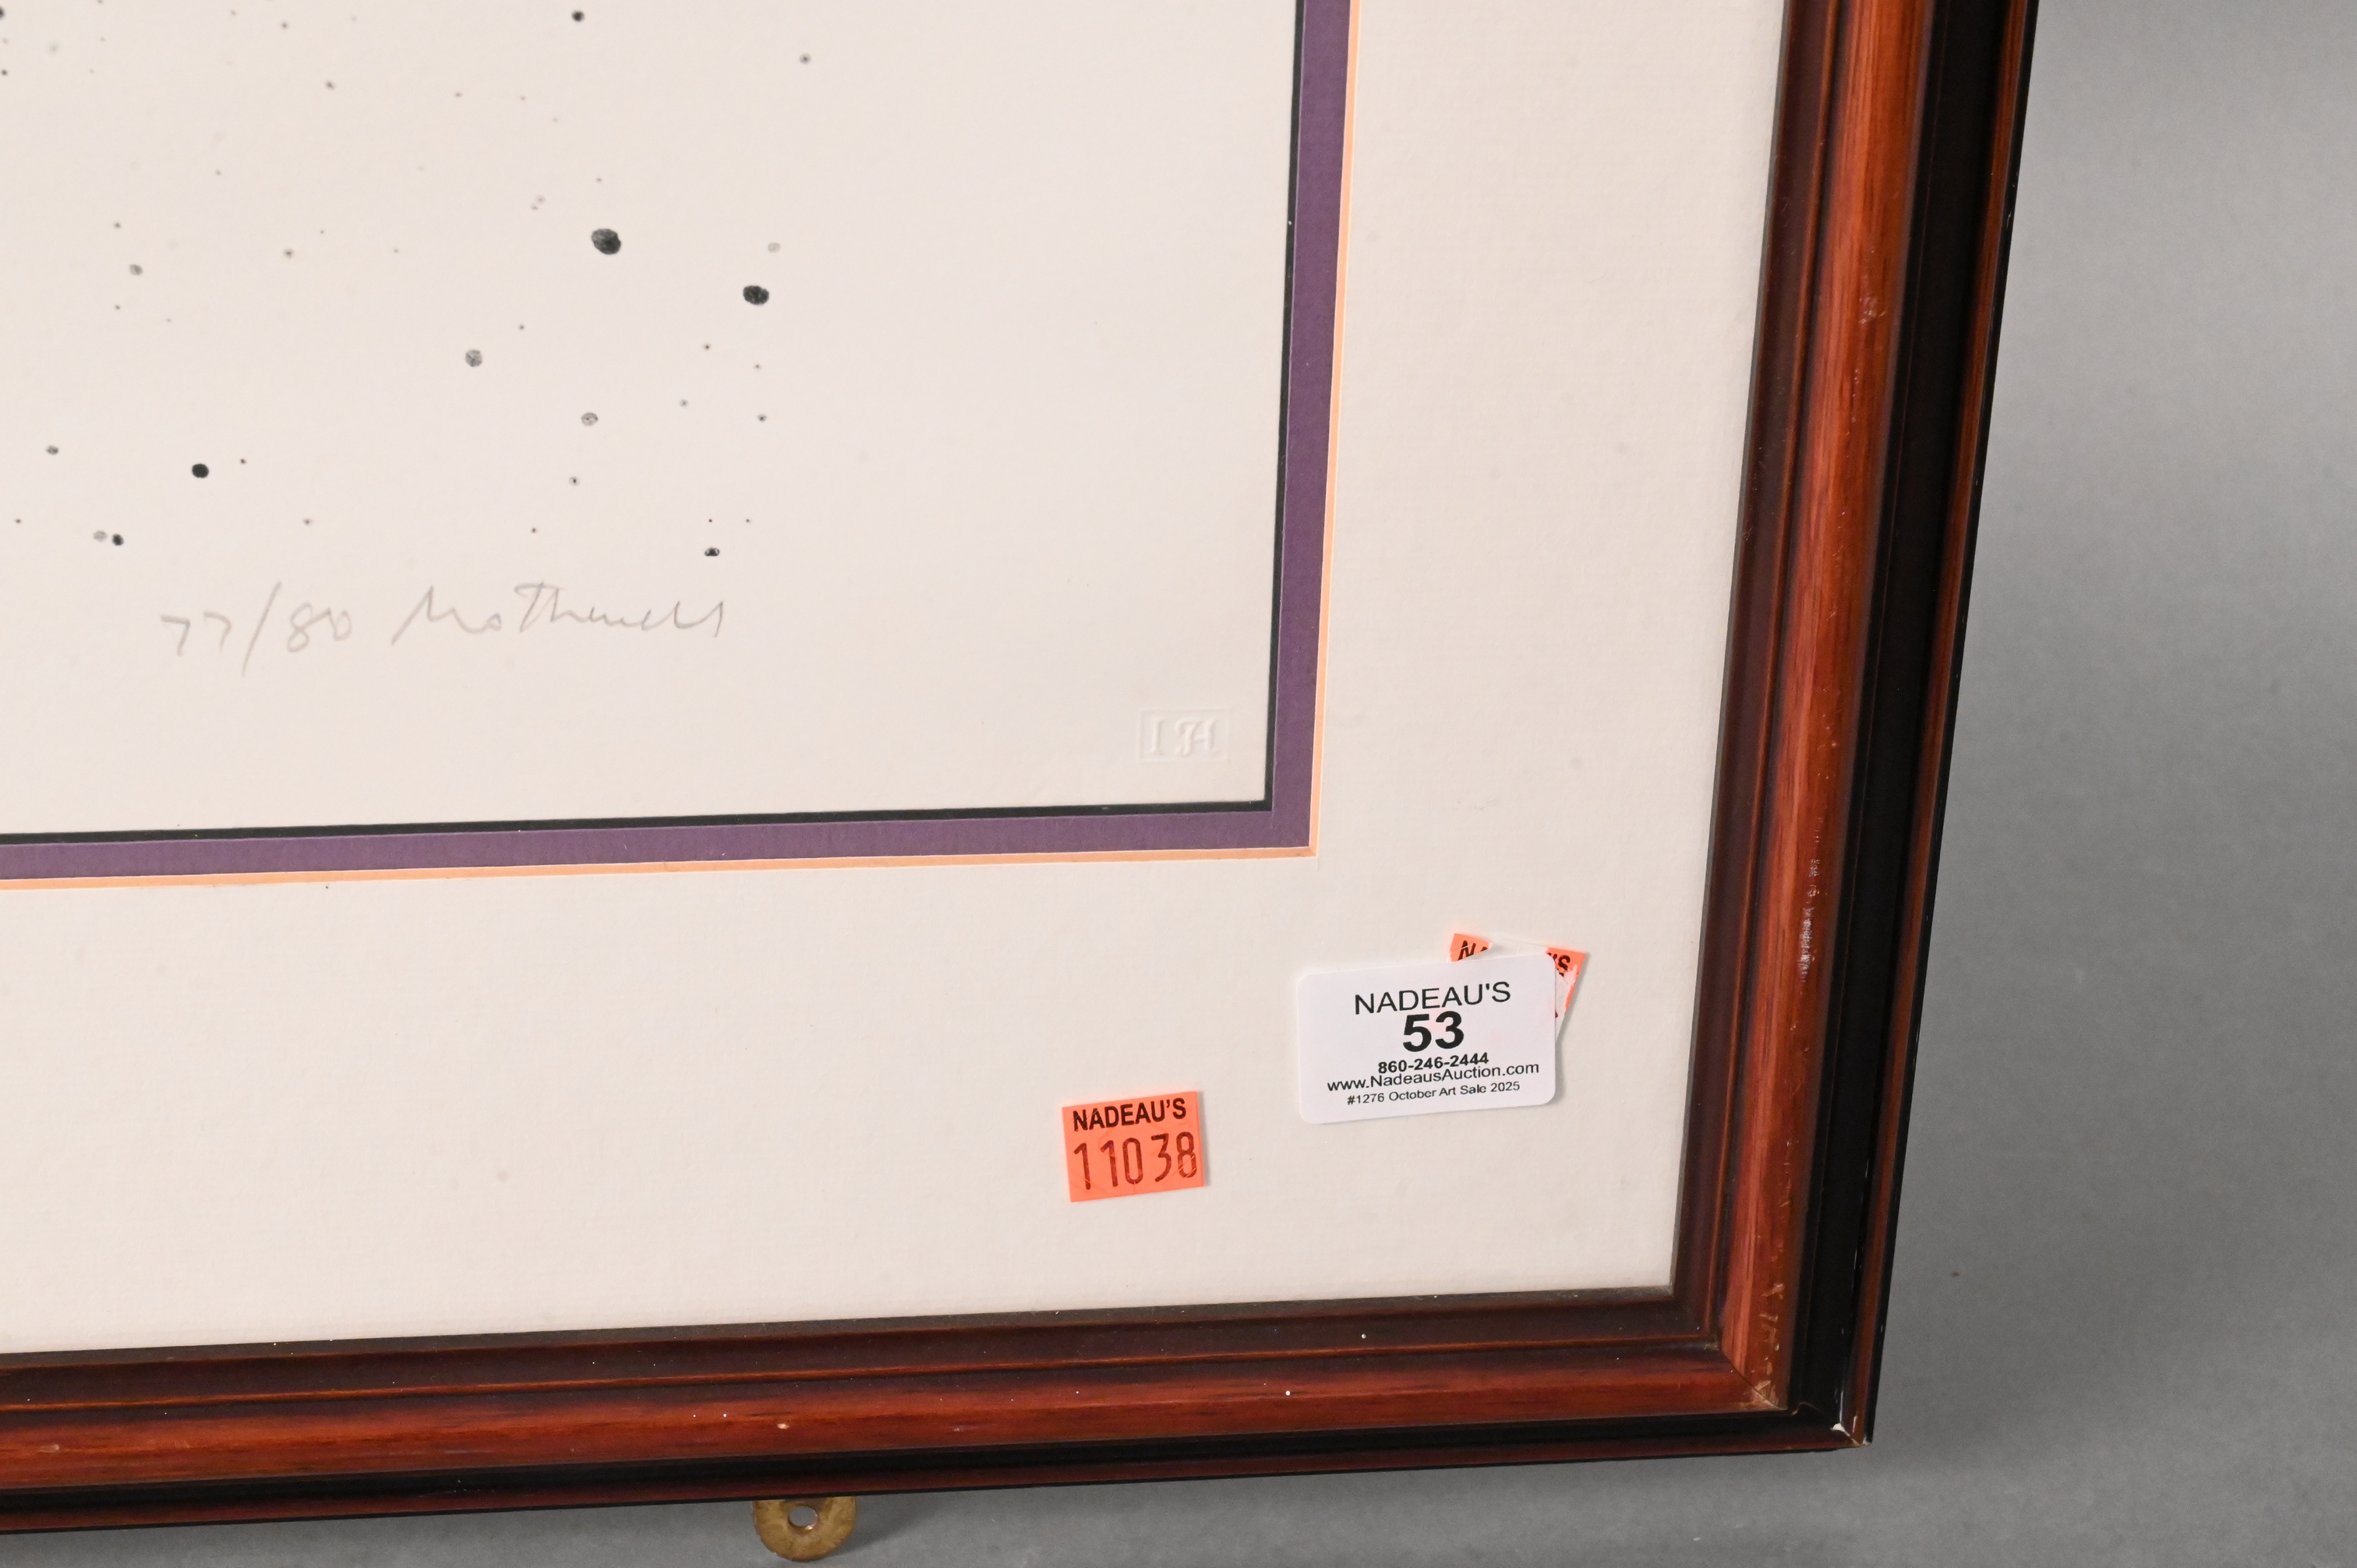 77/80 Motherwell
NADEAU'S
53
860-246-2444
www.NadeausAuction.com
#1276 October Art Sale 2025
NADEAU'S
11038